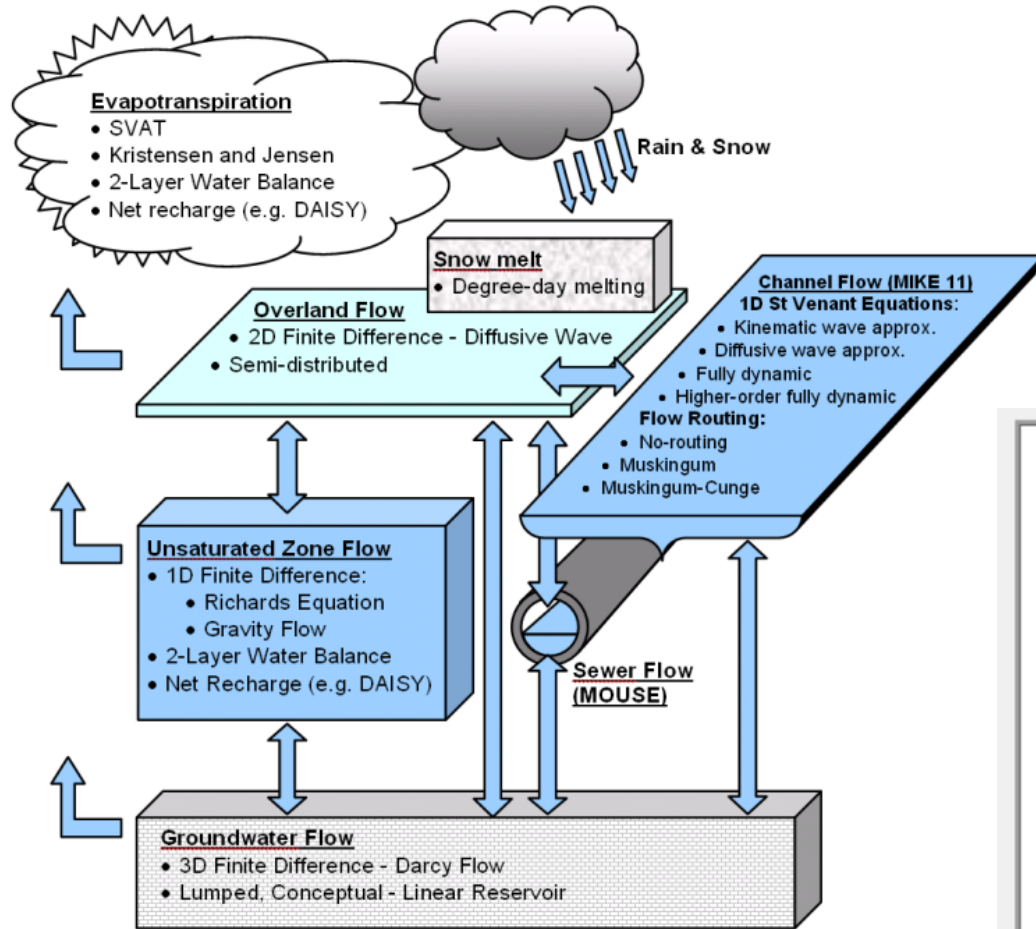 Evapotranspiration
• SVAT
• Kristensen and Jensen
• 2-Layer Water Balance
• Net recharge (e.g. DAISY)
Rain & Snow
Snow melt
• Degree-day melting
Overland Flow
• 2D Finite Difference - Diffusive Wave
• Semi-distributed
Channel Flow (MIKE 11)
1D St Venant Equations:
• Kinematic wave approx.
• Diffusive wave approx.
• Fully dynamic
• Higher-order fully dynamic
Flow Routing:
• No-routing
• Muskingum
• Muskingum-Cunge
Unsaturated Zone Flow
• 1D Finite Difference:
• Richards Equation
• Gravity Flow
• 2-Layer Water Balance
• Net Recharge (e.g. DAISY)
Sewer Flow
(MOUSE)
Groundwater Flow
• 3D Finite Difference - Darcy Flow
• Lumped, Conceptual - Linear Reservoir